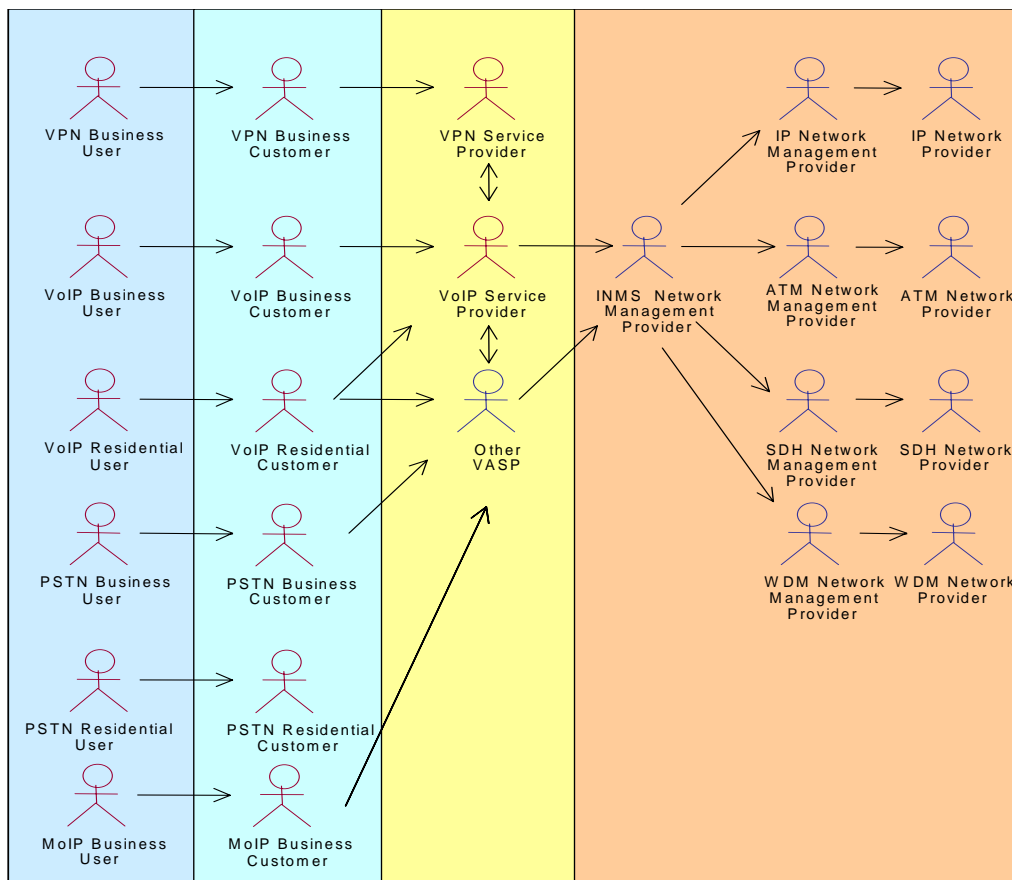 VPN Business
User
VPN Business
Customer
VPN Service
Provider
IP Network
Management
Provider
IP Network
Provider
VoIP Business
User
VoIP Business
Customer
VoIP Service
Provider
INMS Network
Management
Provider
ATM Network
Management
Provider
ATM Network
Provider
VoIP Residential
User
VoIP Residential
Customer
Other
VASP
SDH Network
Management
Provider
SDH Network
Provider
PSTN Business
User
PSTN Business
Customer
WDM Network
Management
Provider
WDM Network
Provider
PSTN Residential
User
PSTN Residential
Customer
MoIP Business
User
MoIP Business
Customer